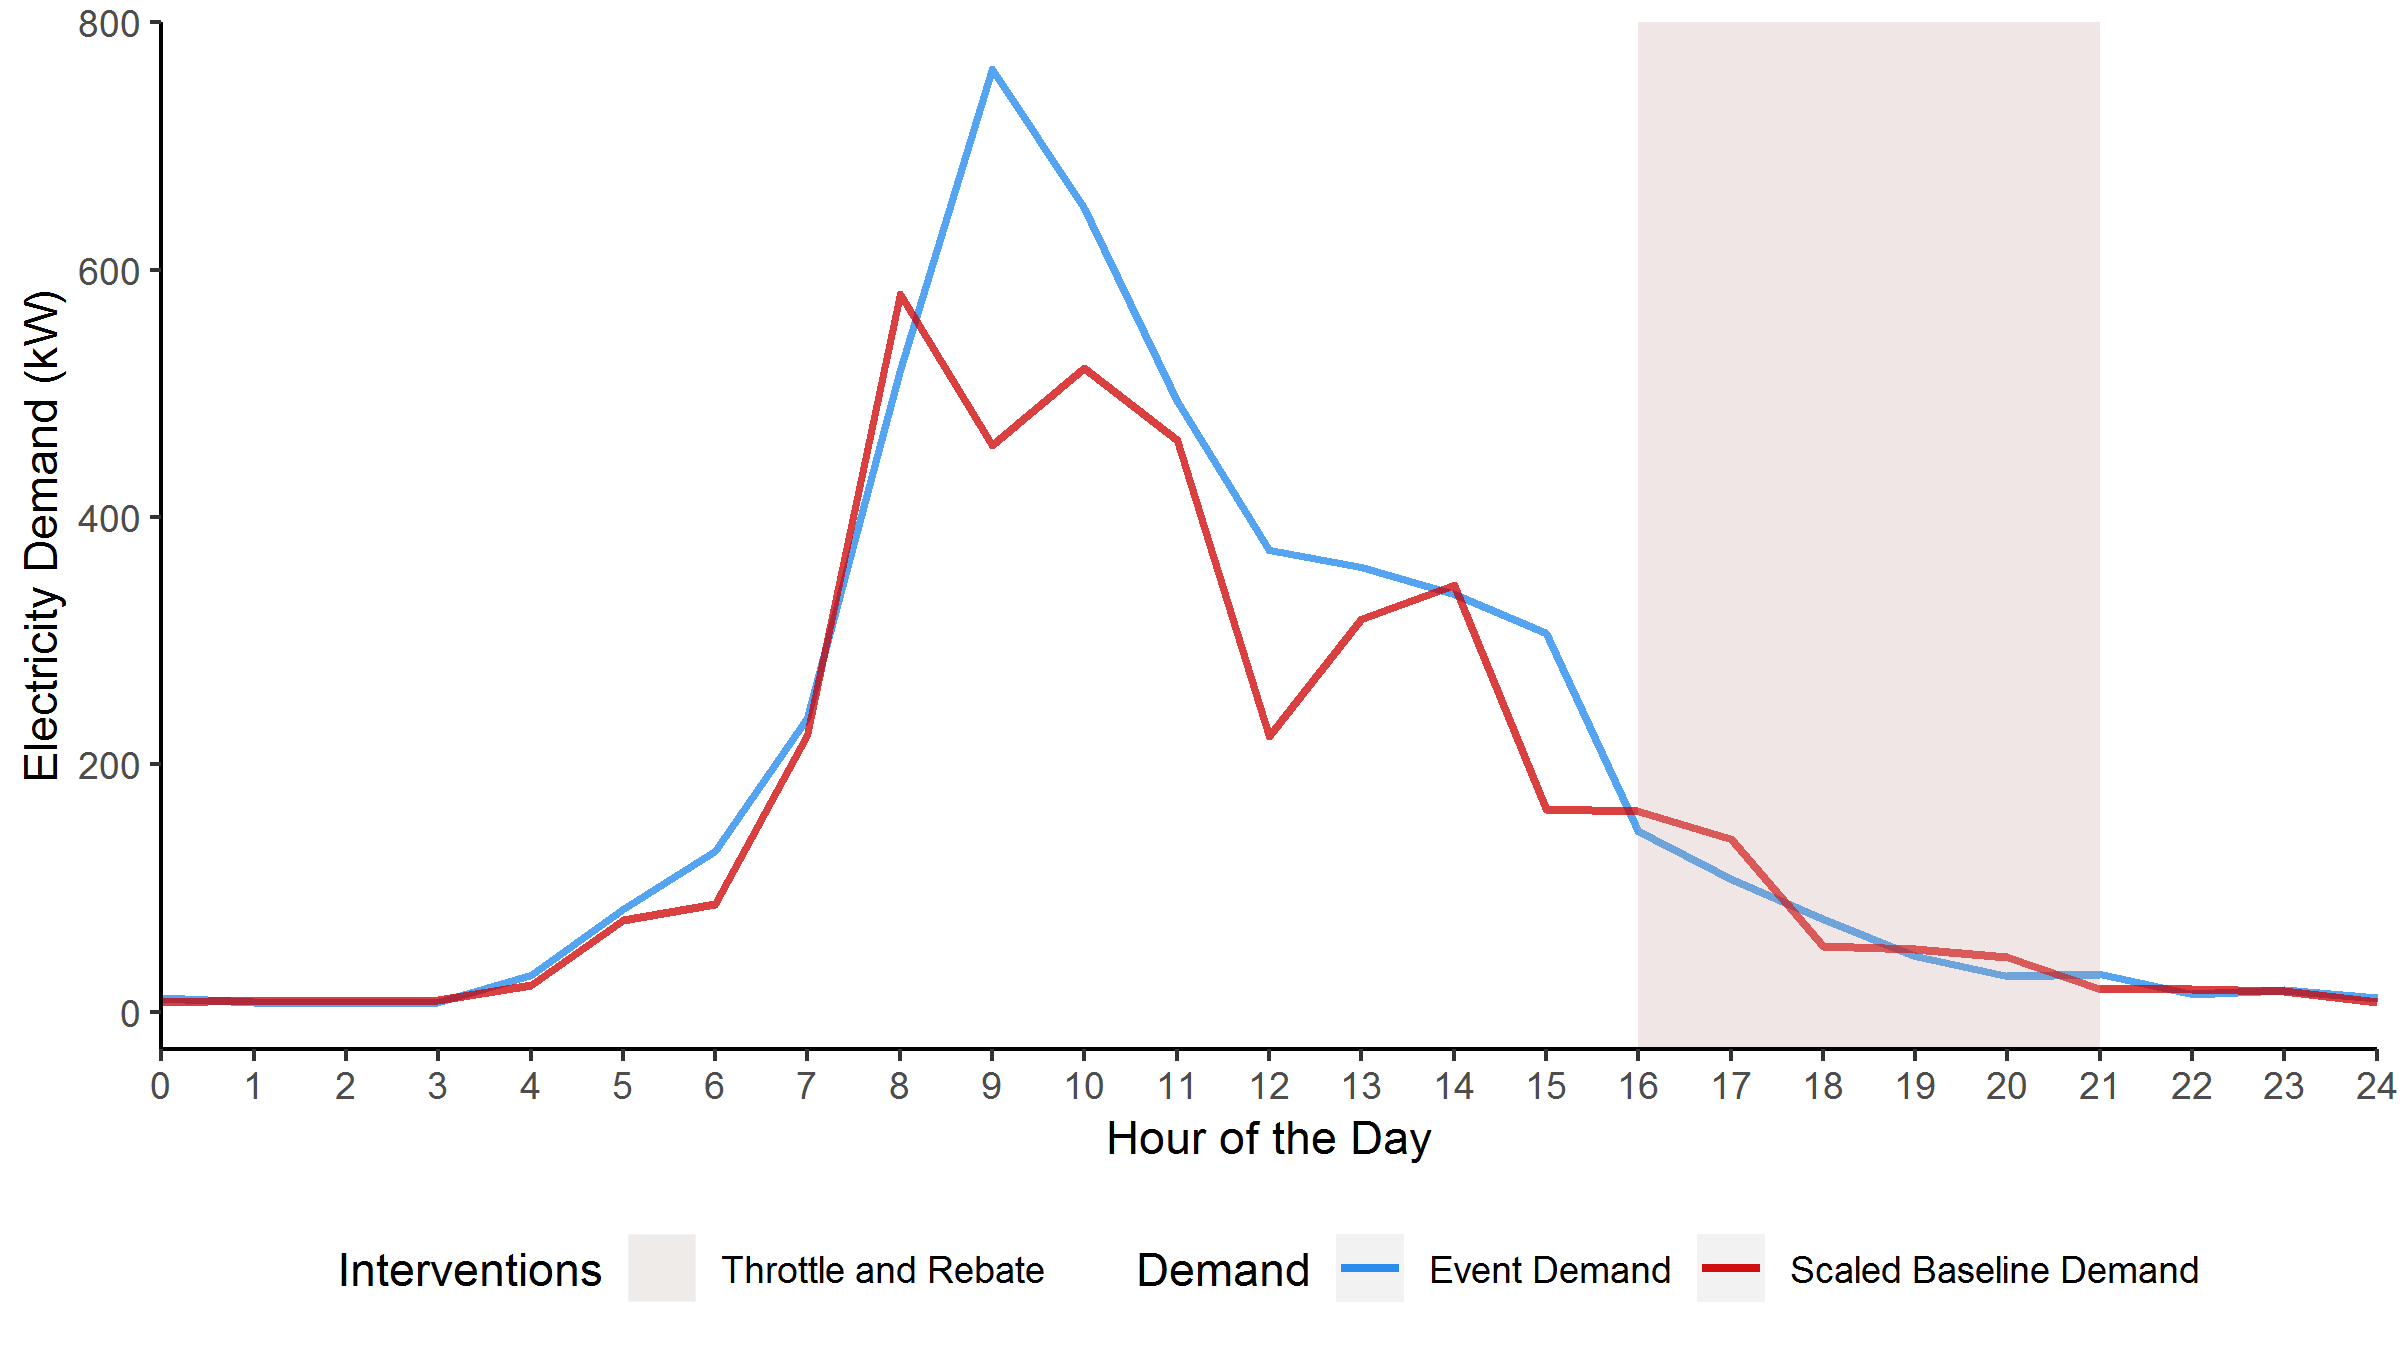 800
600
400
200
0
Electricity Demand (kW)
0 1 2 3 4 5 6 7 8 9 10 11 12 13 14 15 16 17 18 19 20 21 22 23 24
Hour of the Day
Interventions Throttle and Rebate Demand Event Demand Scaled Baseline Demand